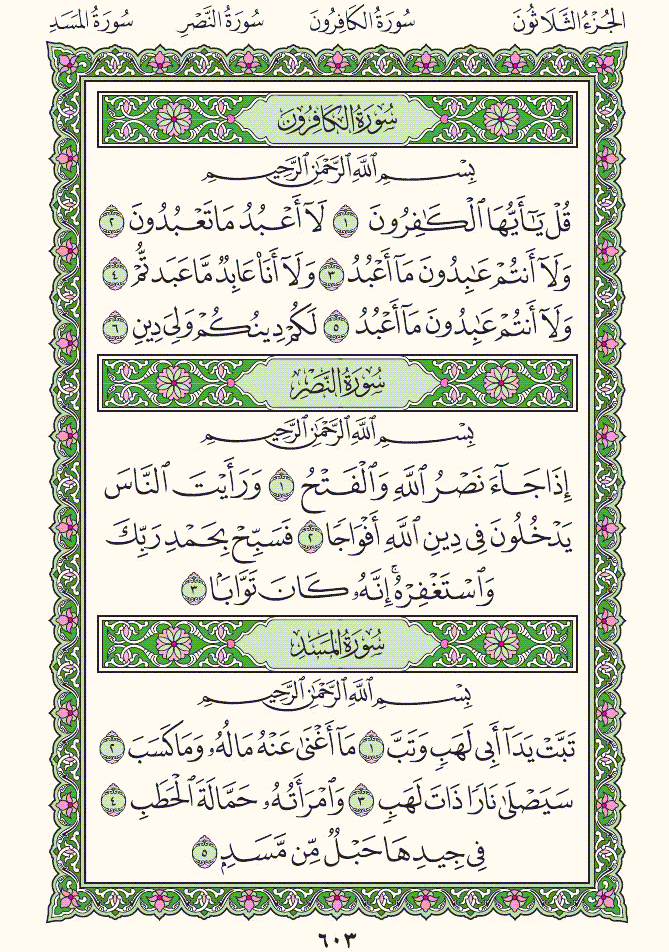 الجُزْءُ الثَّلَاثُونَ سُورَةُ الكَافِرُونَ سُورَةُ النَّصْرِ سُورَةُ المَسَدِ
سُورَةُ الكَافِرُونَ
بِسْمِ ٱللَّهِ ٱلرَّحْمَٰنِ ٱلرَّحِيمِ
قُلْ يَٰٓأَيُّهَا ٱلْكَٰفِرُونَ ١ لَآ أَعْبُدُ مَا تَعْبُدُونَ ٢
وَلَآ أَنتُمْ عَٰبِدُونَ مَآ أَعْبُدُ ٣ وَلَآ أَنَا۠ عَابِدٌ مَّا عَبَدتُّمْ ٤
وَلَآ أَنتُمْ عَٰبِدُونَ مَآ أَعْبُدُ ٥ لَكُمْ دِينُكُمْ وَلِىَ دِينِ ٦
سُورَةُ النَّصْرِ
بِسْمِ ٱللَّهِ ٱلرَّحْمَٰنِ ٱلرَّحِيمِ
إِذَا جَآءَ نَصْرُ ٱللَّهِ وَٱلْفَتْحُ ١ وَرَأَيْتَ ٱلنَّاسَ
يَدْخُلُونَ فِى دِينِ ٱللَّهِ أَفْوَاجًا ٢ فَسَبِّحْ بِحَمْدِ رَبِّكَ
وَٱسْتَغْفِرْهُ ۚ إِنَّهُۥ كَانَ تَوَّابًۢا ٣
سُورَةُ المَسَدِ
بِسْمِ ٱللَّهِ ٱلرَّحْمَٰنِ ٱلرَّحِيمِ
تَبَّتْ يَدَآ أَبِى لَهَبٍ وَتَبَّ ١ مَآ أَغْنَىٰ عَنْهُ مَالُهُۥ وَمَا كَسَبَ ٢
سَيَصْلَىٰ نَارًا ذَاتَ لَهَبٍ ٣ وَٱمْرَأَتُهُۥ حَمَّالَةَ ٱلْحَطَبِ ٤
فِى جِيدِهَا حَبْلٌ مِّن مَّسَدٍۭ ٥
٦٠٣